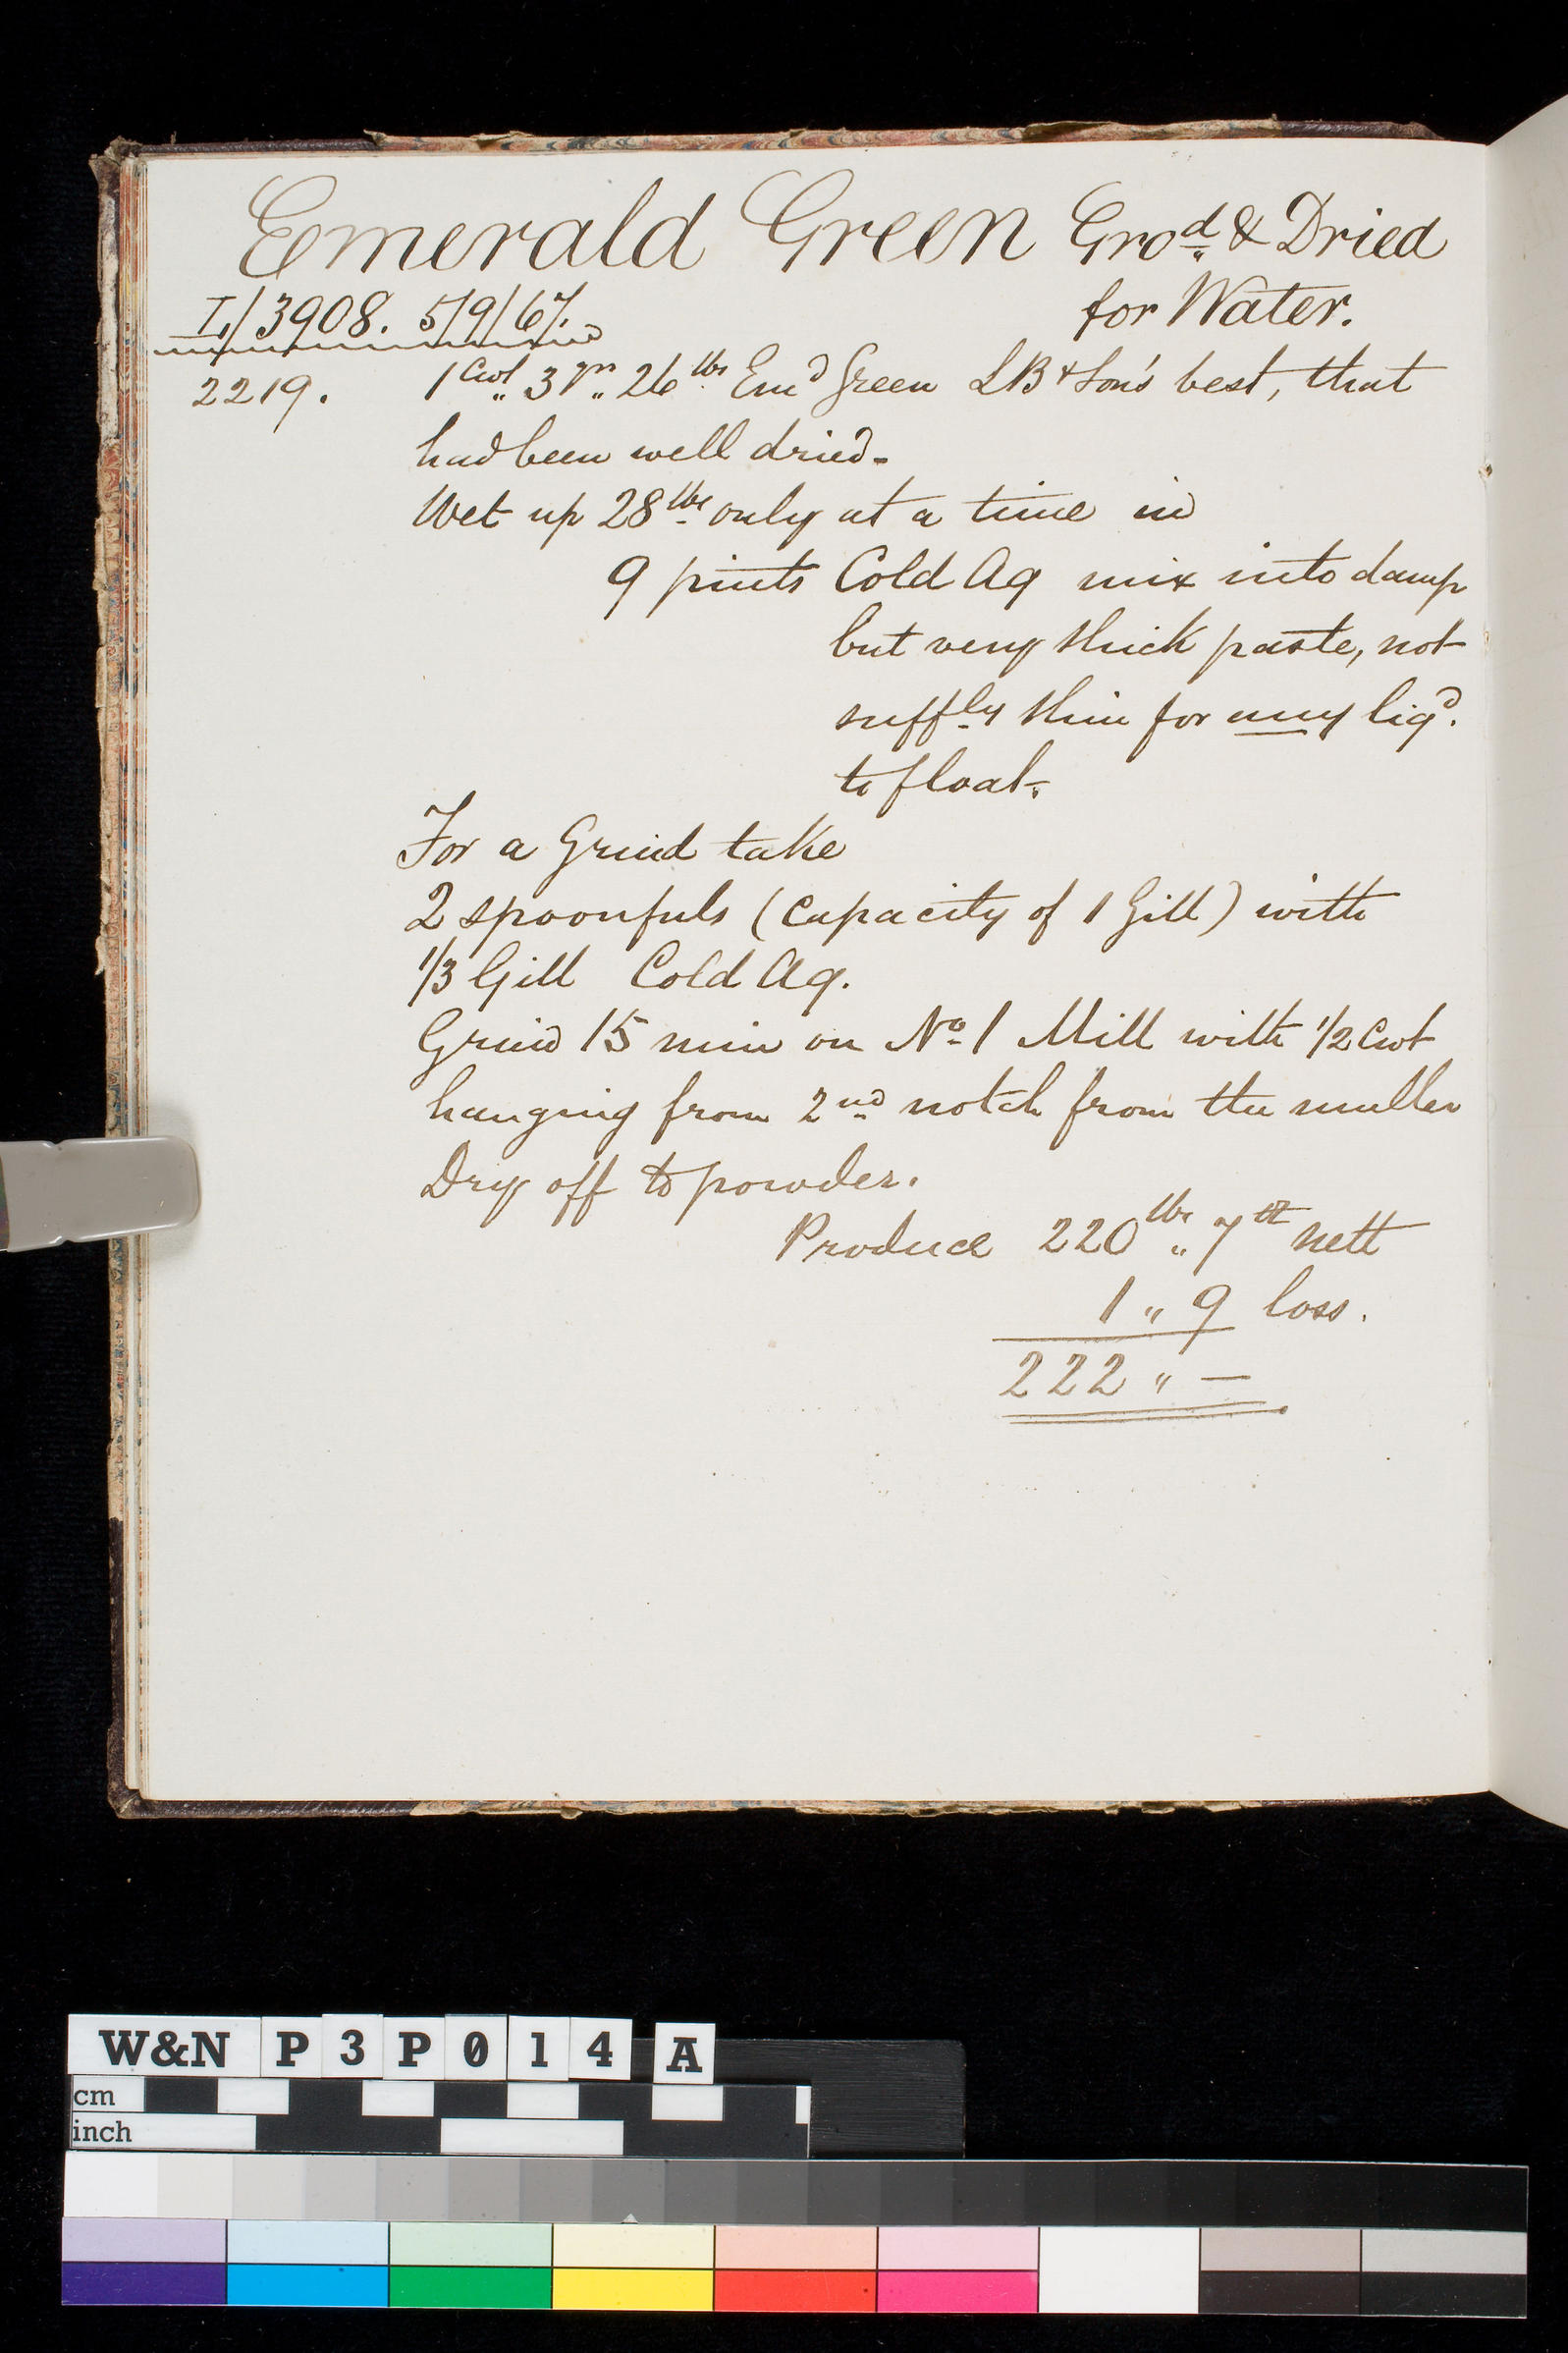 Emerald Green Gro^d & Dried
for Water.
I/3908. 5/9/67.
2219. 1 Cwt „ 3 qrs „ 26 lbs Em^d Green LB & Son's best, that
had been well dried.
Wet up 28 lbs only at a time in
9 pints Cold Aq mix into damp
but very thick paste, not
suff^ly thin for any liq^d.
to float.
For a Grind take
2 spoonfuls (capacity of 1 Gill) with
1/3 Gill Cold Aq.
Grind 15 min on No 1 Mill with 1/2 Cwt
hanging from 2nd notch from the muller
Dry off to powder.
Produce 220 lbs „ 7 nett
1 „ 9 loss.
222 „ —
W&N P3P014 A
cm
inch